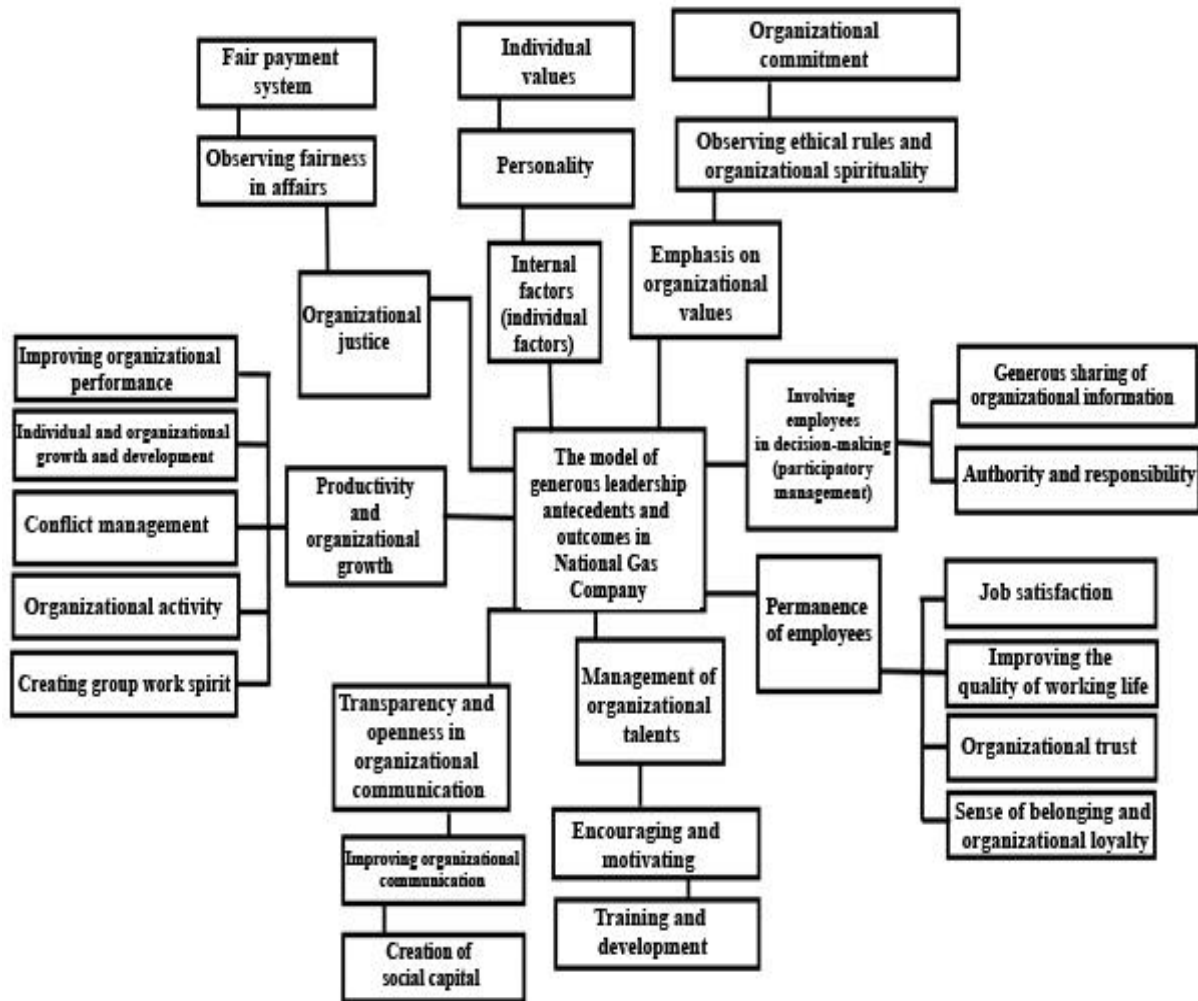 Fair payment
system
Individual
values
Organizational
commitment
Observing fairness
in affairs
Personality
Observing ethical rules and
organizational spirituality
Organizational
justice
Internal
factors
(individual
factors)
Emphasis on
organizational
values
Improving organizational
performance
Individual and organizational
growth and development
Conflict management
Organizational activity
Creating group work spirit
Productivity
and
organizational
growth
The model of
generous leadership
antecedents and
outcomes in
National Gas
Company
Involving
employees
in decision-making
(participatory
management)
Generous sharing of
organizational information
Authority and responsibility
Permanence
of employees
Job satisfaction
Improving the
quality of working life
Organizational trust
Sense of belonging and
organizational loyalty
Transparency and
openness in
organizational
communication
Improving organizational
communication
Creation of
social capital
Management of
organizational
talents
Encouraging and
motivating
Training and
development